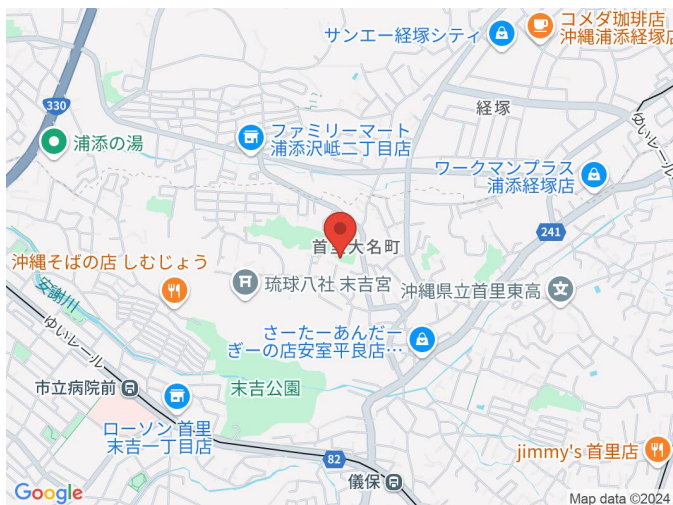 コメダ珈琲店
沖縄浦添経塚店
サンエー経塚シティ
330
経塚
ゆいレール
浦添の湯
ファミリーマート
浦添沢岻二丁目店
ワークマンプラス
浦添経塚店
241
首里大名町
沖縄そばの店 しむじょう
琉球八社 末吉宮
沖縄県立首里東高
安謝川
ゆいレール
さーたーあんだー
ぎーの店安室平良店…
末吉公園
市立病院前
ローソン 首里
末吉一丁目店
82
儀保
jimmy's 首里店
Google
Map data ©2024